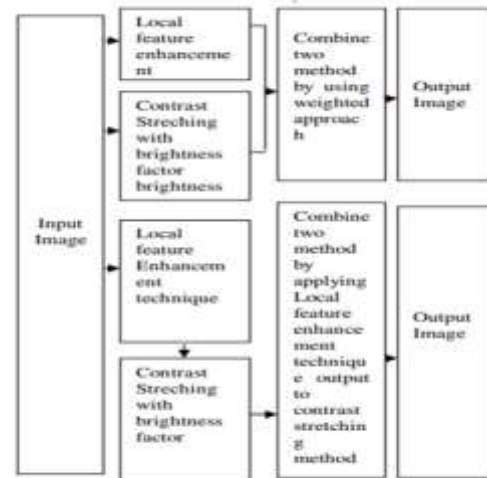 Local
feature
enhanceme
nt
Contrast
Streching
with
brightness
factor
brightness
Combine
two
method
by using
weighted
approac
h
Output
Image
Input
Image
Local
feature
Enhancem
ent
technique
Contrast
Streching
with
brightness
factor
Combine
two
method
by
applying
Local
feature
enhance
ment
techniqu
e output
to
contrast
stretchin
g
method
Output
Image